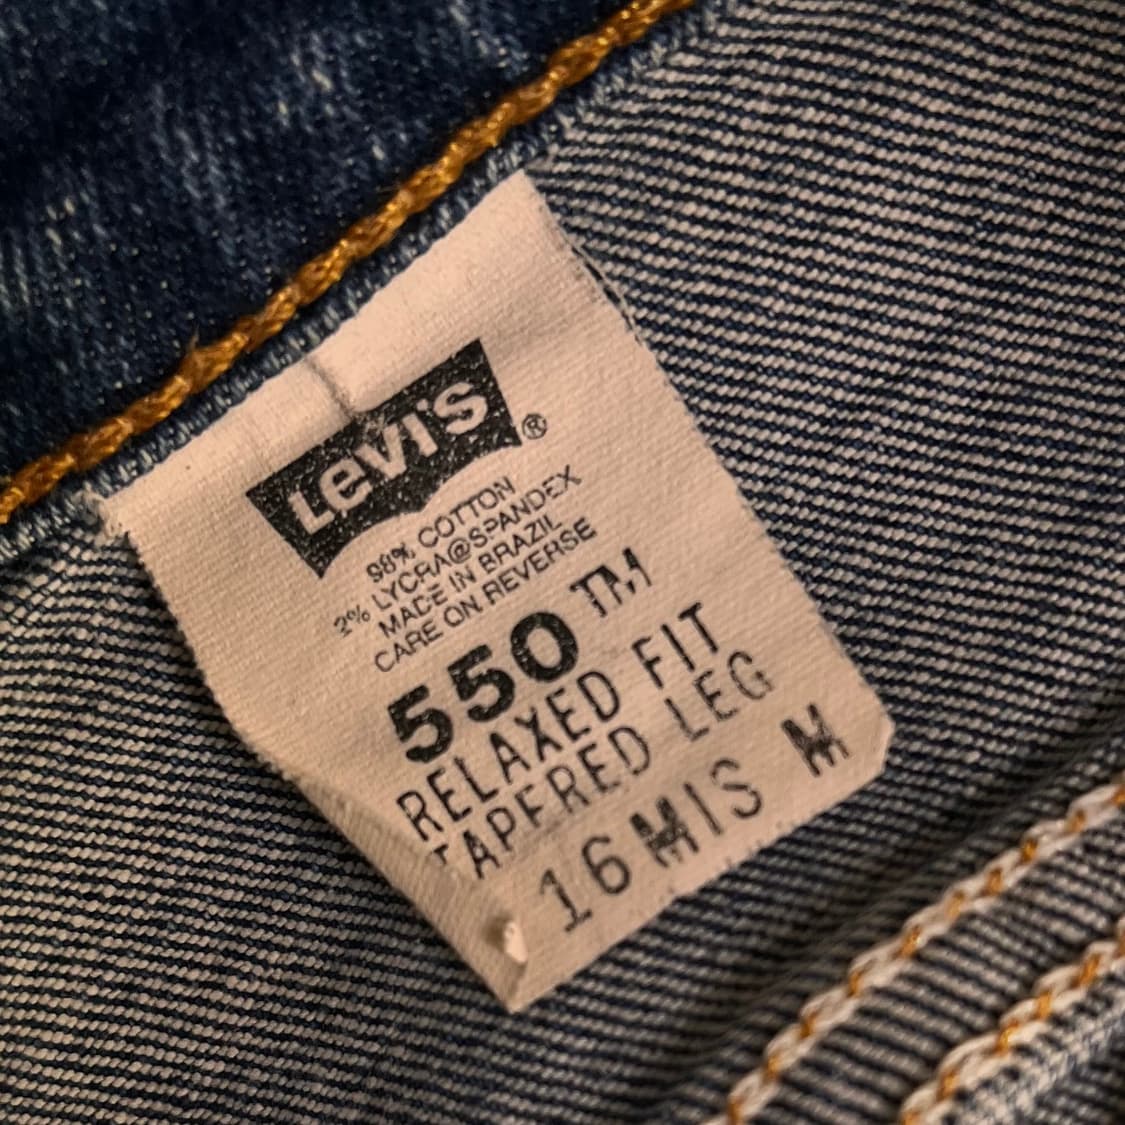 Levi's®
98% COTTON
2% LYCRA@SPANDEX
MADE IN BRAZIL
CARE ON REVERSE
550 TM
RELAXED FIT
TAPERED LEG
16 MIS M